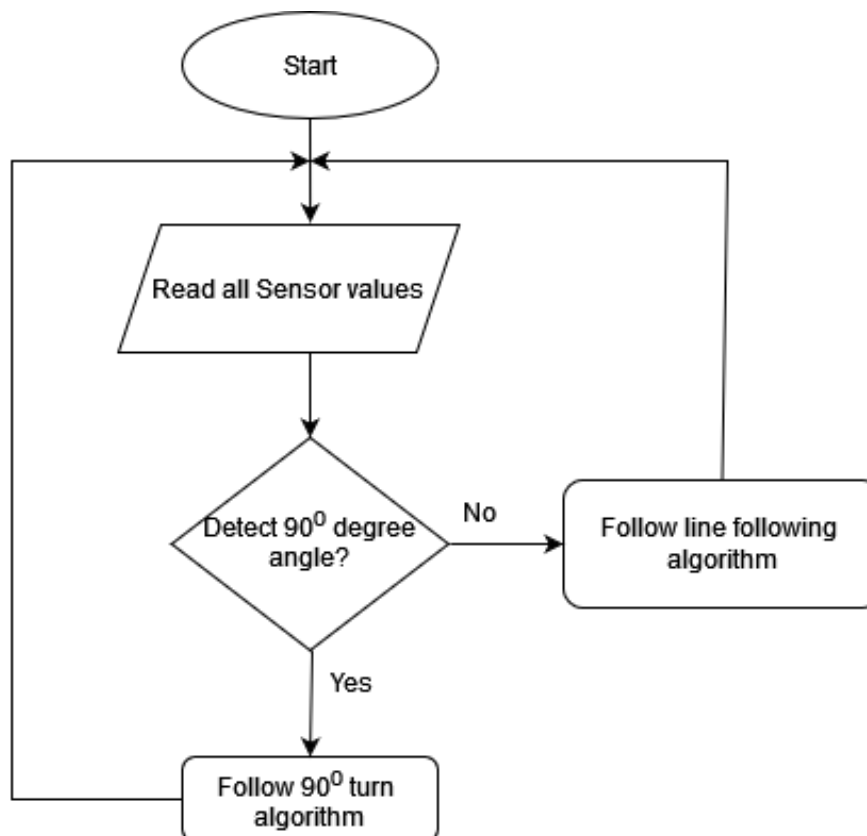 Start
Read all Sensor values
Detect 90⁰ degree
angle?
No
Follow line following
algorithm
Yes
Follow 90⁰ turn
algorithm